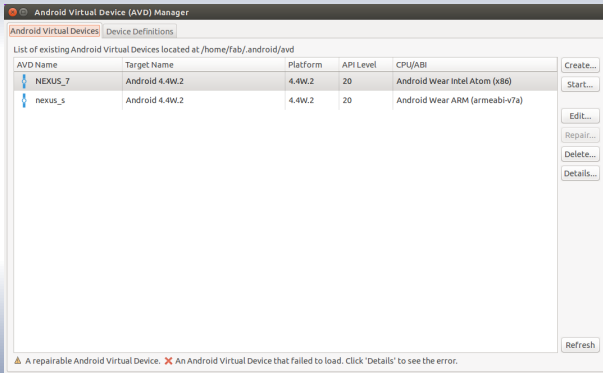 Android Virtual Device (AVD) Manager
Android Virtual Devices Device Definitions
List of existing Android Virtual Devices located at /home/fab/.android/avd
AVD Name Target Name Platform API Level CPU/ABI
NEXUS_7 Android 4.4W.2 4.4W.2 20 Android Wear Intel Atom (x86)
nexus_s Android 4.4W.2 4.4W.2 20 Android Wear ARM (armeabi-v7a)
Create...
Start...
Edit...
Repair...
Delete...
Details...
Refresh
A repairable Android Virtual Device. An Android Virtual Device that failed to load. Click 'Details' to see the error.